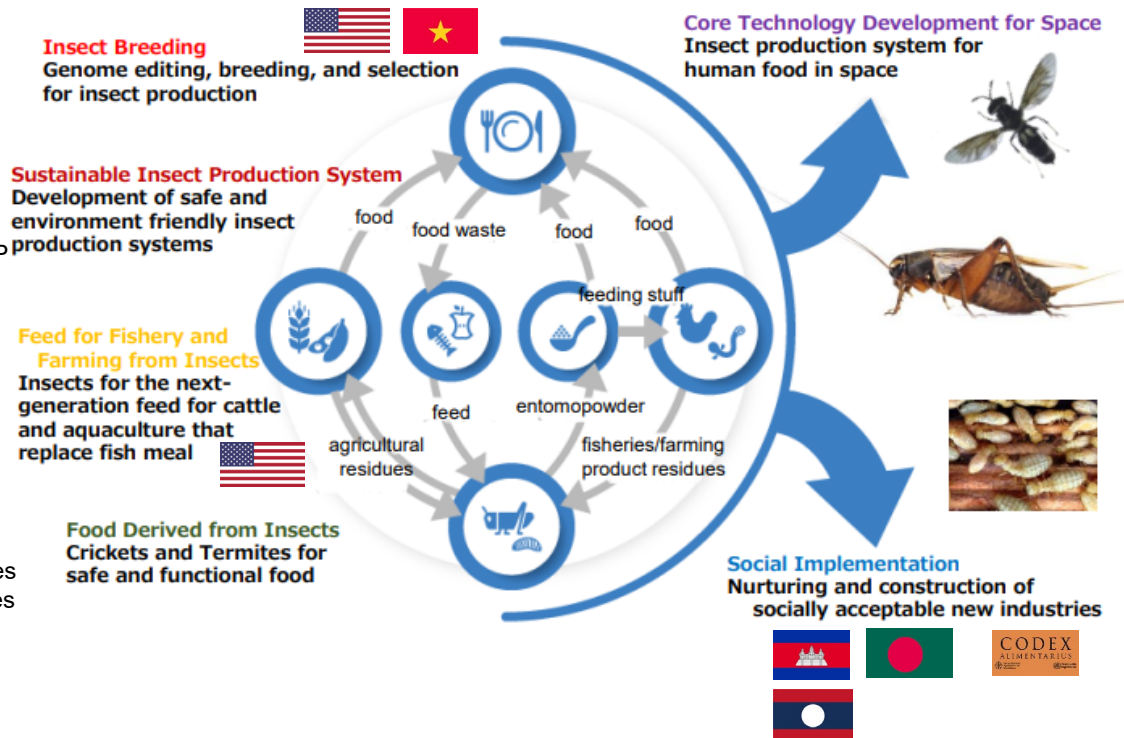 Insect Breeding
Genome editing, breeding, and selection
for insect production
Core Technology Development for Space
Insect production system for
human food in space
Sustainable Insect Production System
Development of safe and
environment friendly insect
production systems
P
Feed for Fishery and
Farming from Insects
Insects for the next-
generation feed for cattle
and aquaculture that
replace fish meal
Food Derived from Insects
Crickets and Termites for
safe and functional food
es
es
food
food waste
food
food
feeding stuff
feed
entomopowder
agricultural
residues
fisheries/farming
product residues
Social Implementation
Nurturing and construction of
socially acceptable new industries
CODEX
ALIMENTARIUS